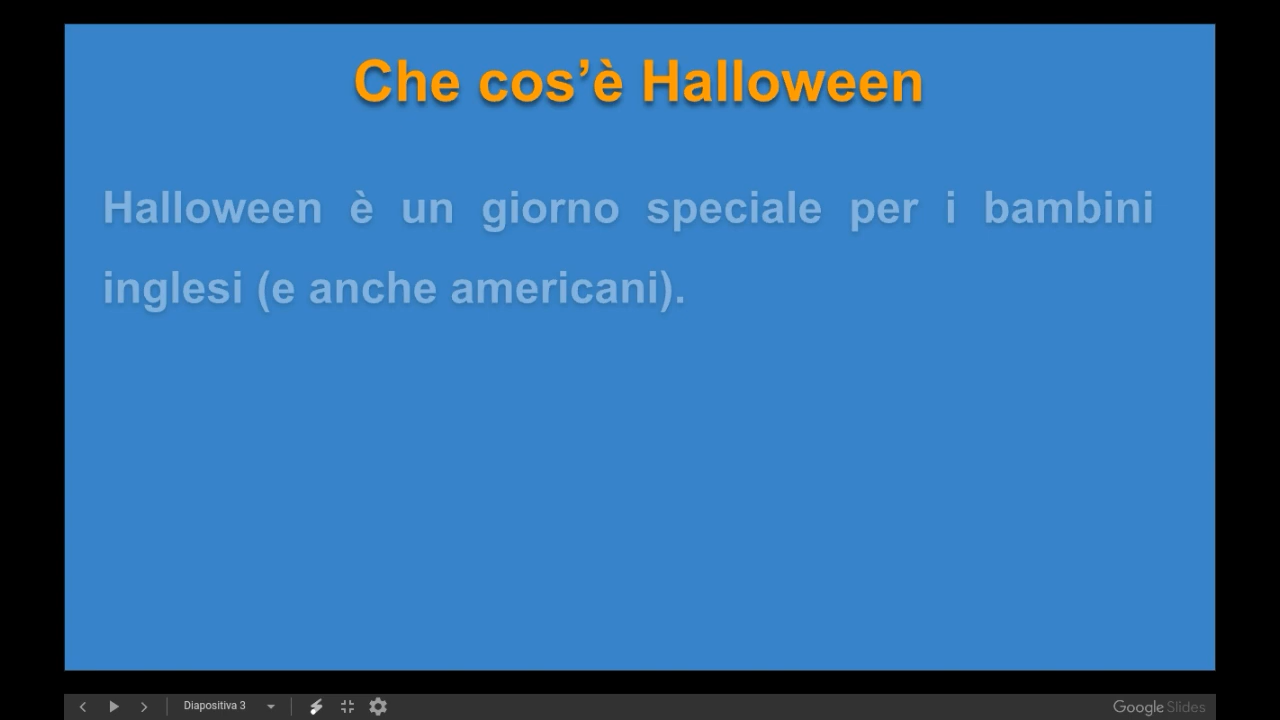 Che cos’è Halloween
Halloween è un giorno speciale per i bambini
inglesi (e anche americani).
Diapositiva 3
Google Slides